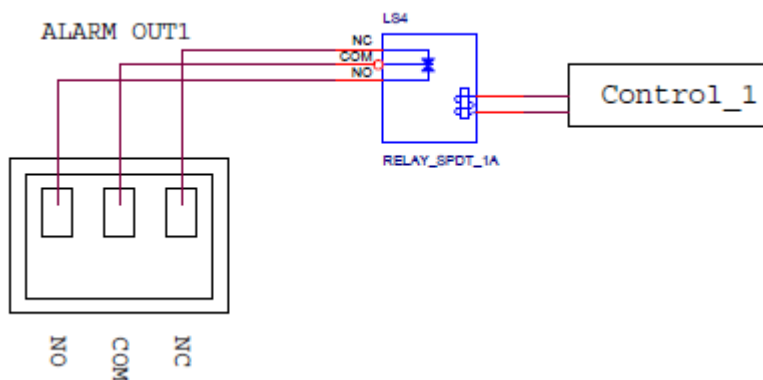 LS4
ALARM OUT1
NC
COM
NO
Control_1
RELAY_SPDT_1A
NO
COM
NC